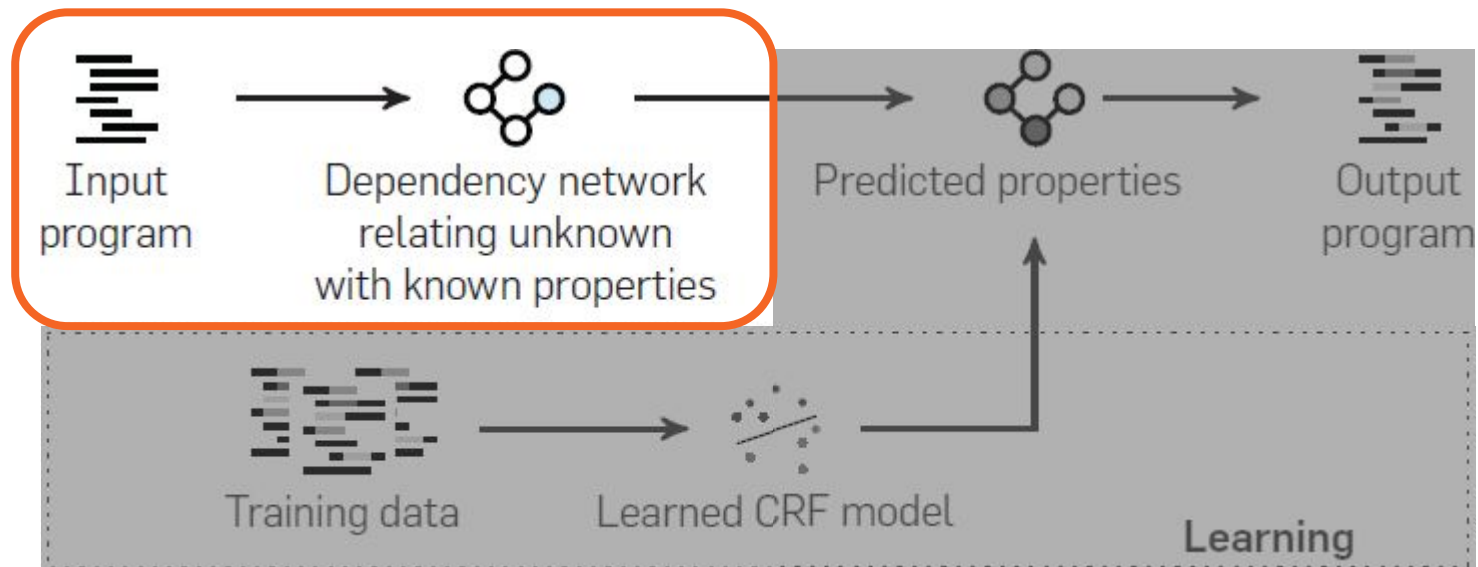 Input
program
Dependency network
relating unknown
with known properties
Predicted properties
Output
program
Training data
Learned CRF model
Learning